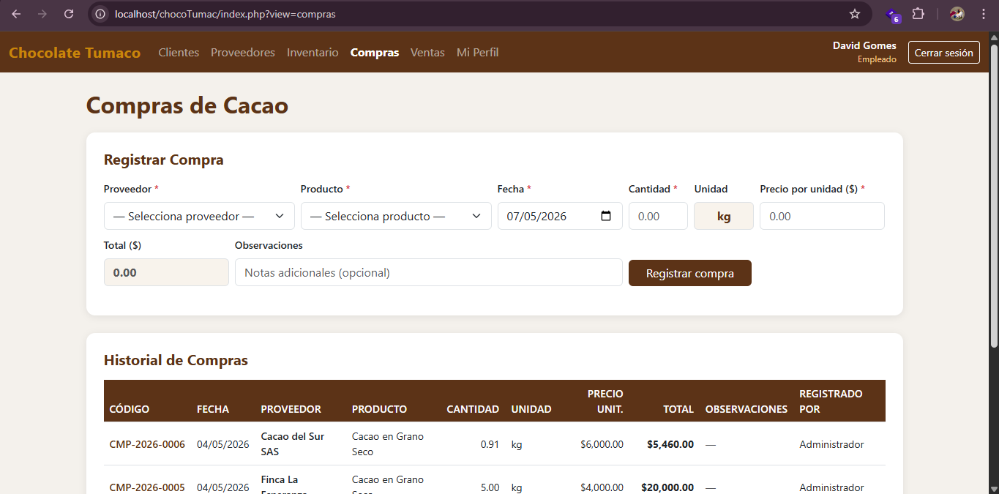 localhost/chocoTumac/index.php?view=compras
6
Chocolate Tumaco Clientes Proveedores Inventario Compras Ventas Mi Perfil David Gomes Cerrar sesión
Empleado
Compras de Cacao
Registrar Compra
Proveedor * Producto * Fecha * Cantidad * Unidad Precio por unidad ($) *
— Selecciona proveedor — — Selecciona producto — 07/05/2026 0.00 kg 0.00
Total ($) Observaciones
0.00 Notas adicionales (opcional) Registrar compra
Historial de Compras
CÓDIGO FECHA PROVEEDOR PRODUCTO CANTIDAD UNIDAD PRECIO UNIT. TOTAL OBSERVACIONES REGISTRADO POR
CMP-2026-0006 04/05/2026 Cacao del Sur SAS Cacao en Grano Seco 0.91 kg $6,000.00 $5,460.00 — Administrador
CMP-2026-0005 04/05/2026 Finca La Cacao en Grano 5.00 kg $4,000.00 $20,000.00 — Administrador